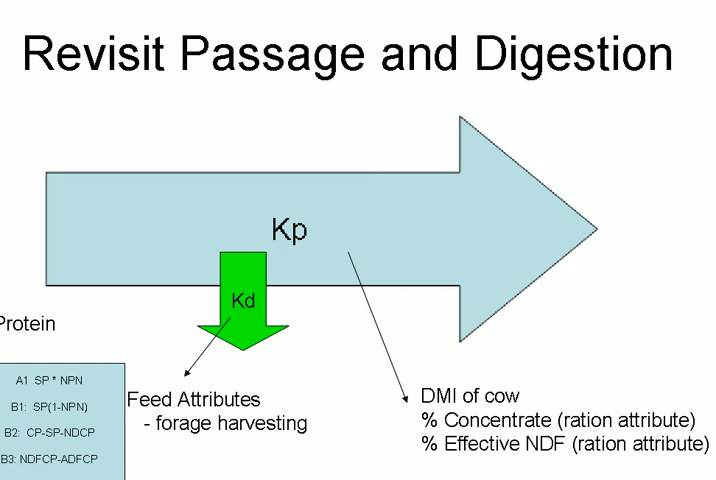 Revisit Passage and Digestion
Kp
Kd
Protein
A1 SP * NPN
B1: SP(1-NPN)
B2: CP-SP-NDCP
B3: NDFCP-ADFCP
Feed Attributes
- forage harvesting
DMI of cow
% Concentrate (ration attribute)
% Effective NDF (ration attribute)